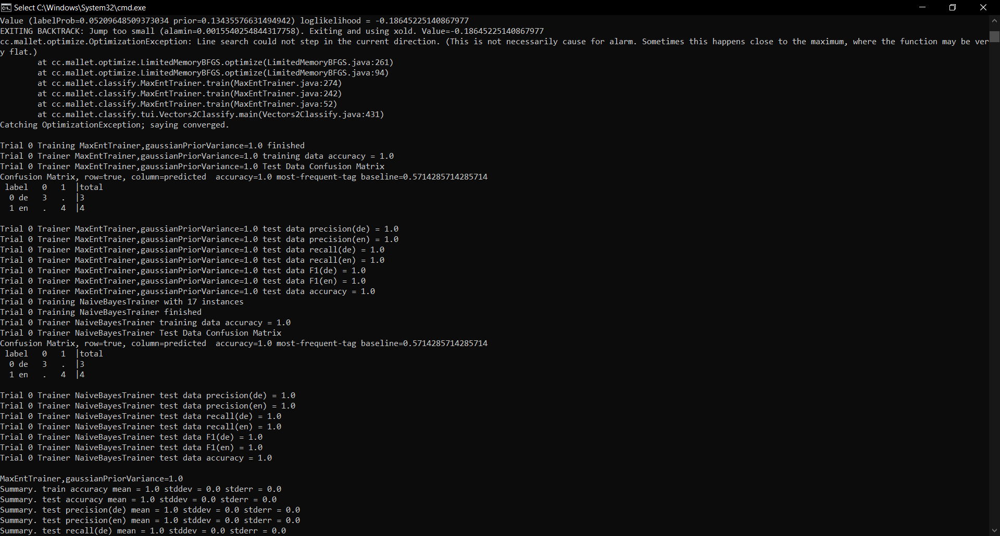 Select C:\Windows\System32\cmd.exe
Value (labelProb=0.05209648509373034 prior=0.13435576631494942) loglikelihood = -0.18645225140867977
EXITING BACKTRACK: Jump too small (alamin=0.0015540254844317758). Exiting and using xold. Value=-0.18645225140867977
cc.mallet.optimize.OptimizationException: Line search could not step in the current direction. (This is not necessarily cause for alarm. Sometimes this happens close to the maximum, where the function may be ver
y flat.)
at cc.mallet.optimize.LimitedMemoryBFGS.optimize(LimitedMemoryBFGS.java:261)
at cc.mallet.optimize.LimitedMemoryBFGS.optimize(LimitedMemoryBFGS.java:94)
at cc.mallet.classify.MaxEntTrainer.train(MaxEntTrainer.java:274)
at cc.mallet.classify.MaxEntTrainer.train(MaxEntTrainer.java:242)
at cc.mallet.classify.MaxEntTrainer.train(MaxEntTrainer.java:52)
at cc.mallet.classify.tui.Vectors2Classify.main(Vectors2Classify.java:431)
Catching OptimizationException; saying converged.
Trial 0 Training MaxEntTrainer,gaussianPriorVariance=1.0 finished
Trial 0 Trainer MaxEntTrainer,gaussianPriorVariance=1.0 training data accuracy = 1.0
Trial 0 Trainer MaxEntTrainer,gaussianPriorVariance=1.0 Test Data Confusion Matrix
Confusion Matrix, row=true, column=predicted  accuracy=1.0 most-frequent-tag baseline=0.5714285714285714
label   0   1  |total
0 de   3   .  |3
1 en   .   4  |4
Trial 0 Trainer MaxEntTrainer,gaussianPriorVariance=1.0 test data precision(de) = 1.0
Trial 0 Trainer MaxEntTrainer,gaussianPriorVariance=1.0 test data precision(en) = 1.0
Trial 0 Trainer MaxEntTrainer,gaussianPriorVariance=1.0 test data recall(de) = 1.0
Trial 0 Trainer MaxEntTrainer,gaussianPriorVariance=1.0 test data recall(en) = 1.0
Trial 0 Trainer MaxEntTrainer,gaussianPriorVariance=1.0 test data F1(de) = 1.0
Trial 0 Trainer MaxEntTrainer,gaussianPriorVariance=1.0 test data F1(en) = 1.0
Trial 0 Trainer MaxEntTrainer,gaussianPriorVariance=1.0 test data accuracy = 1.0
Trial 0 Training NaiveBayesTrainer with 17 instances
Trial 0 Training NaiveBayesTrainer finished
Trial 0 Trainer NaiveBayesTrainer training data accuracy = 1.0
Trial 0 Trainer NaiveBayesTrainer Test Data Confusion Matrix
Confusion Matrix, row=true, column=predicted  accuracy=1.0 most-frequent-tag baseline=0.5714285714285714
label   0   1  |total
0 de   3   .  |3
1 en   .   4  |4
Trial 0 Trainer NaiveBayesTrainer test data precision(de) = 1.0
Trial 0 Trainer NaiveBayesTrainer test data precision(en) = 1.0
Trial 0 Trainer NaiveBayesTrainer test data recall(de) = 1.0
Trial 0 Trainer NaiveBayesTrainer test data recall(en) = 1.0
Trial 0 Trainer NaiveBayesTrainer test data F1(de) = 1.0
Trial 0 Trainer NaiveBayesTrainer test data F1(en) = 1.0
Trial 0 Trainer NaiveBayesTrainer test data accuracy = 1.0
MaxEntTrainer,gaussianPriorVariance=1.0
Summary. train accuracy mean = 1.0 stddev = 0.0 stderr = 0.0
Summary. test accuracy mean = 1.0 stddev = 0.0 stderr = 0.0
Summary. test precision(de) mean = 1.0 stddev = 0.0 stderr = 0.0
Summary. test precision(en) mean = 1.0 stddev = 0.0 stderr = 0.0
Summary. test recall(de) mean = 1.0 stddev = 0.0 stderr = 0.0